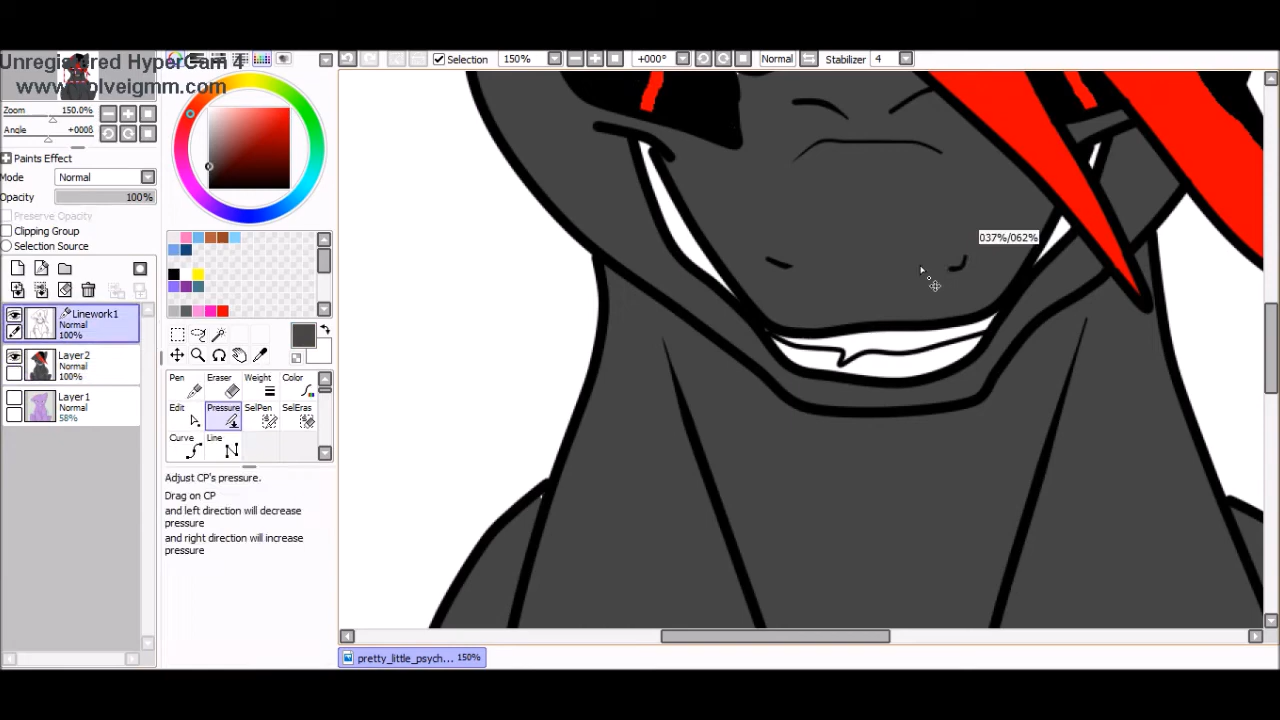 Unregistered HyperCam 4
www.solveigmm.com
Selection
150%
+000°
Normal
Stabilizer
4
Zoom
150.0%
Angle
+000ß
Paints Effect
Mode
Normal
Opacity
100%
Preserve Opacity
Clipping Group
Selection Source
Linework1
Normal
100%
Layer2
Normal
100%
Layer1
Normal
58%
Pen
Eraser
Weight
Color
Edit
Pressure
SelPen
SelEras
Curve
Line
Adjust CP's pressure.
Drag on CP
and left direction will decrease
pressure
and right direction will increase
pressure
037%/062%
pretty_little_psych...
150%